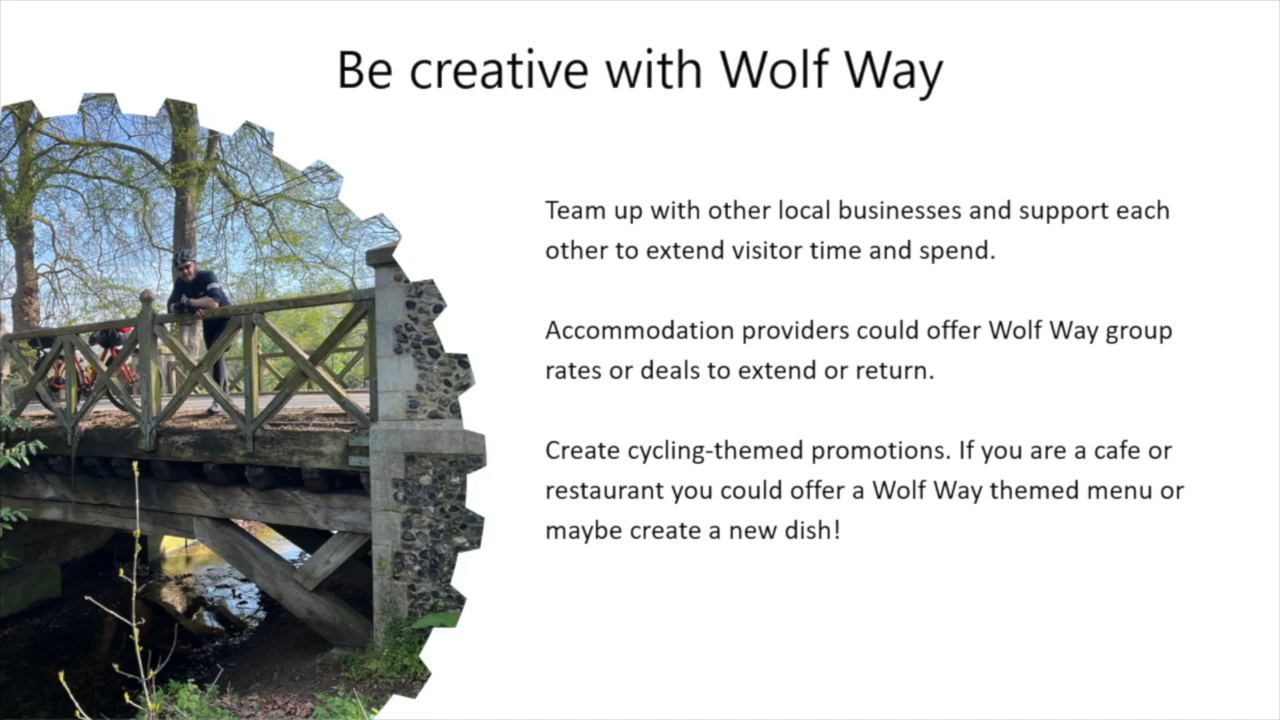 Be creative with Wolf Way
Team up with other local businesses and support each
other to extend visitor time and spend.
Accommodation providers could offer Wolf Way group
rates or deals to extend or return.
Create cycling-themed promotions. If you are a cafe or
restaurant you could offer a Wolf Way themed menu or
maybe create a new dish!